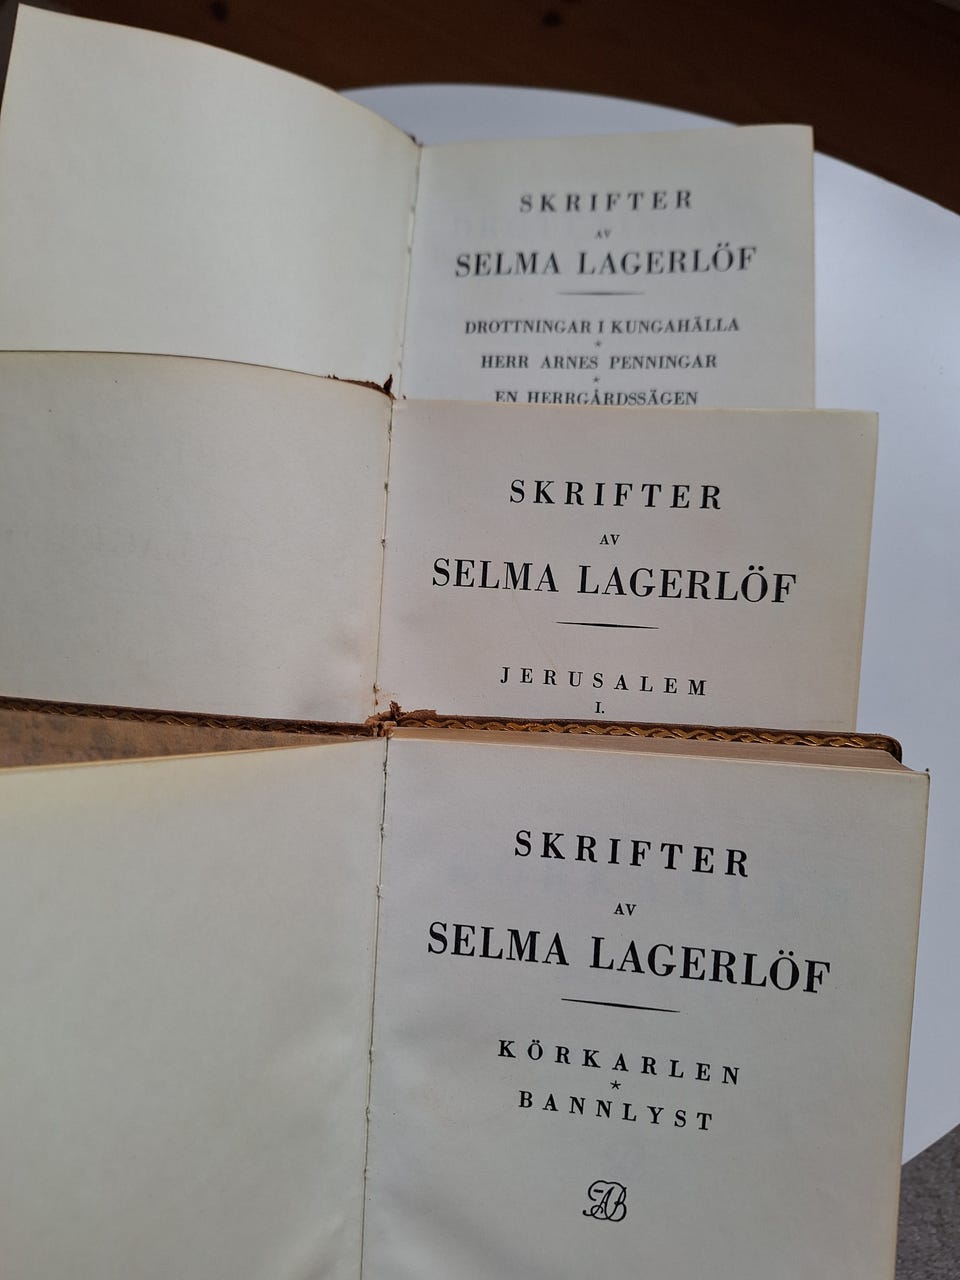 SKRIFTER
AV
SELMA LAGERLÖF
DROTTNINGAR I KUNGAHÄLLA
*
HERR ARNES PENNINGAR
*
EN HERRGÅRDSSÄGEN
SKRIFTER
AV
SELMA LAGERLÖF
JERUSALEM
I.
SKRIFTER
AV
SELMA LAGERLÖF
KÖRKARLEN
*
BANNLYST
AB